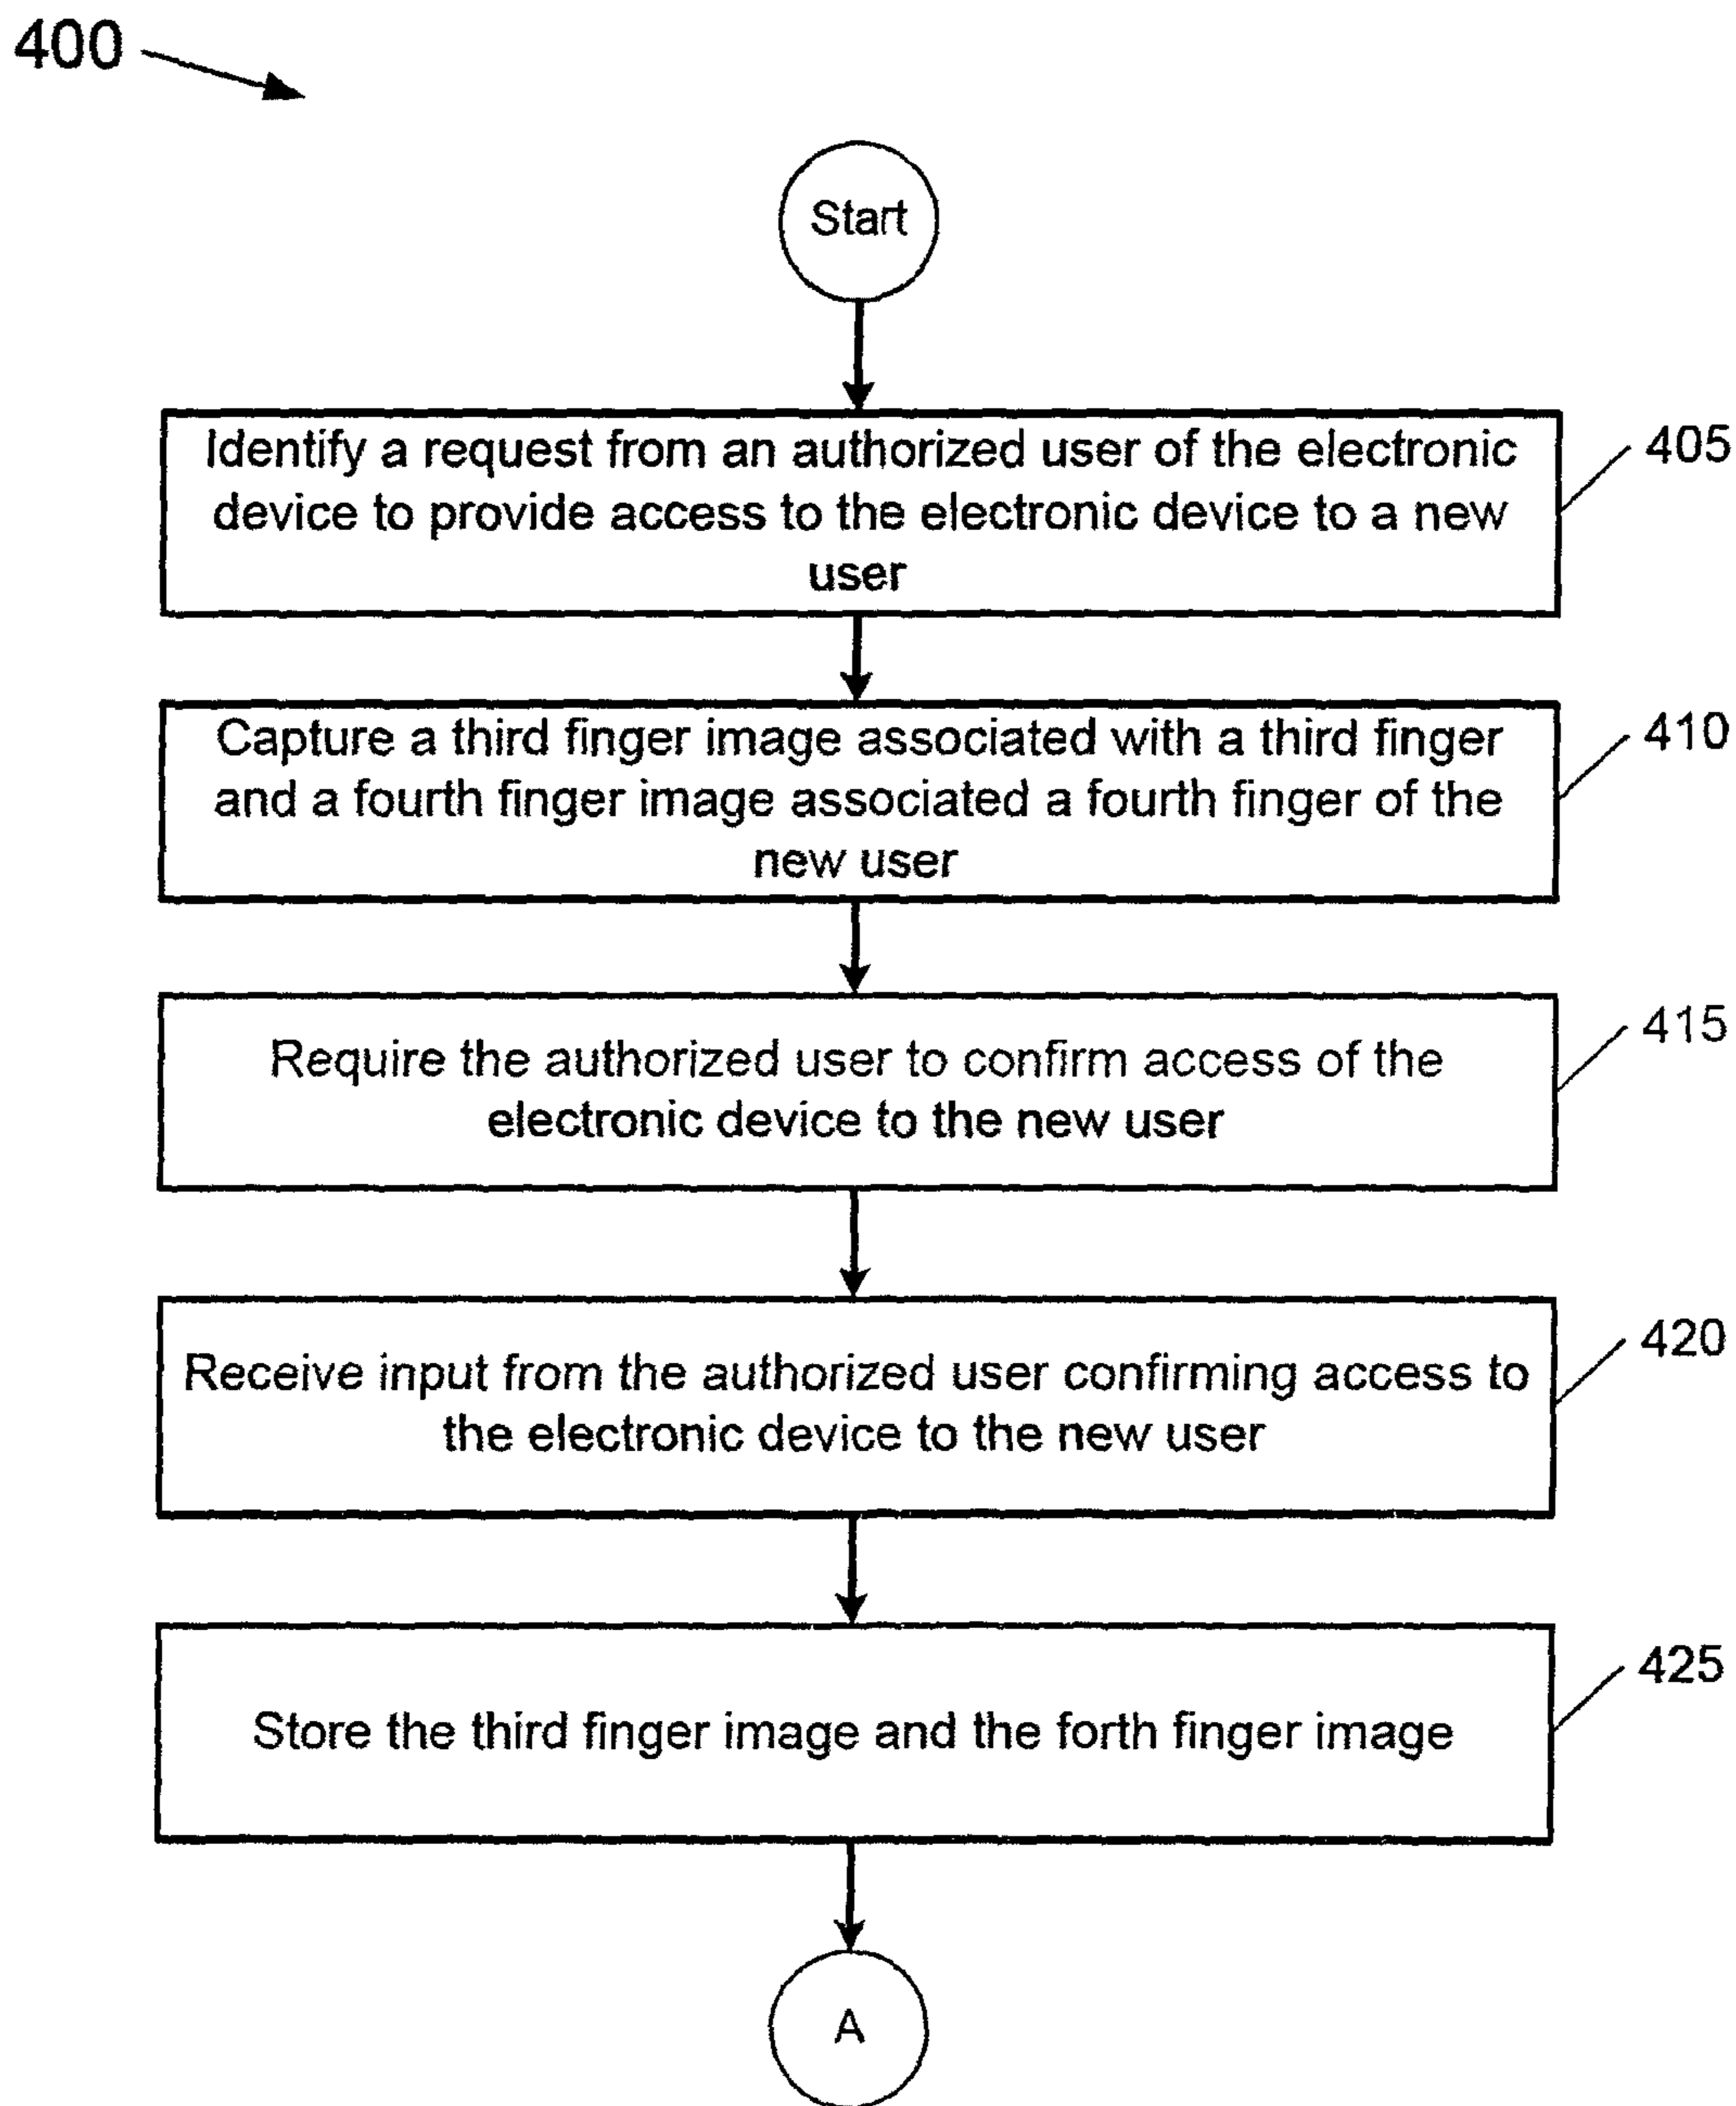 400
Start
Identify a request from an authorized user of the electronic
device to provide access to the electronic device to a new
user
405
Capture a third finger image associated with a third finger
and a fourth finger image associated a fourth finger of the
new user
410
Require the authorized user to confirm access of the
electronic device to the new user
415
Receive input from the authorized user confirming access to
the electronic device to the new user
420
Store the third finger image and the forth finger image
425
A